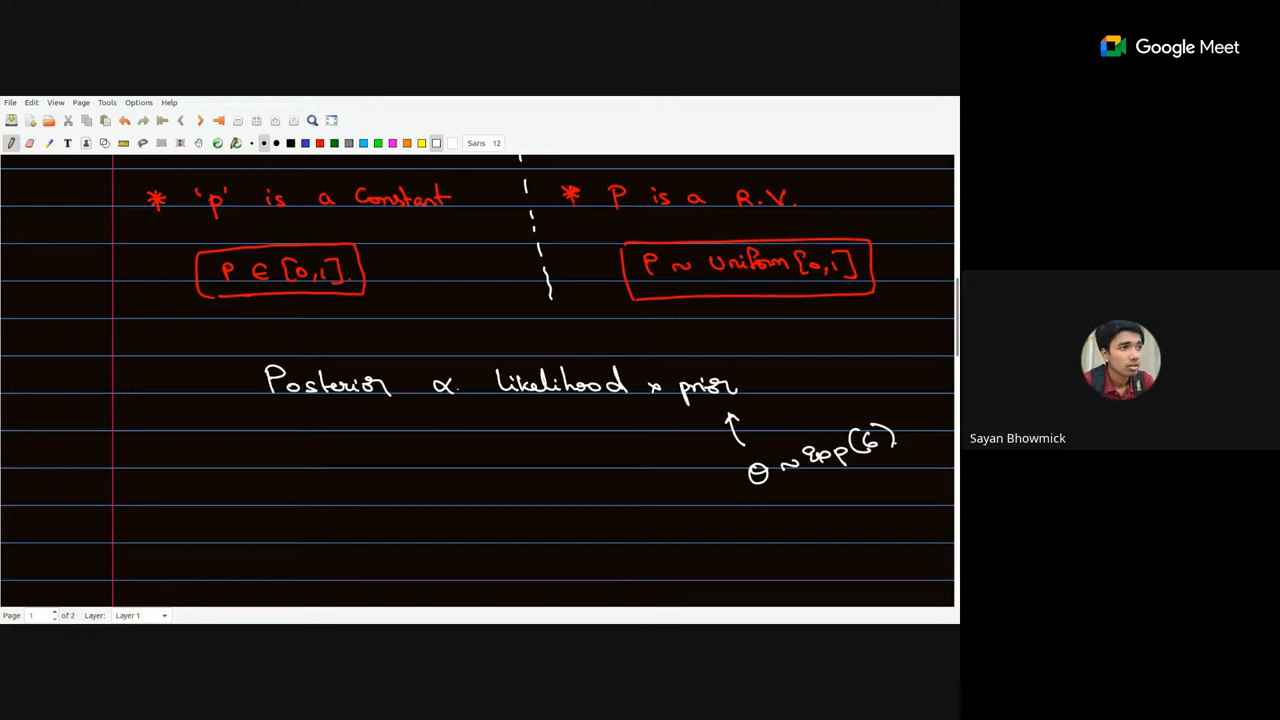 Google Meet
File Edit View Page Tools Options Help
Sans 12
* 'p' is a Constant
* P is a R.V.
P ∈ [0,1].
P ~ Uniform[0,1]
Posterior ∝ likelihood × prior
θ ~ Exp(6).
Sayan Bhowmick
Page 1 of 2 Layer: Layer 1